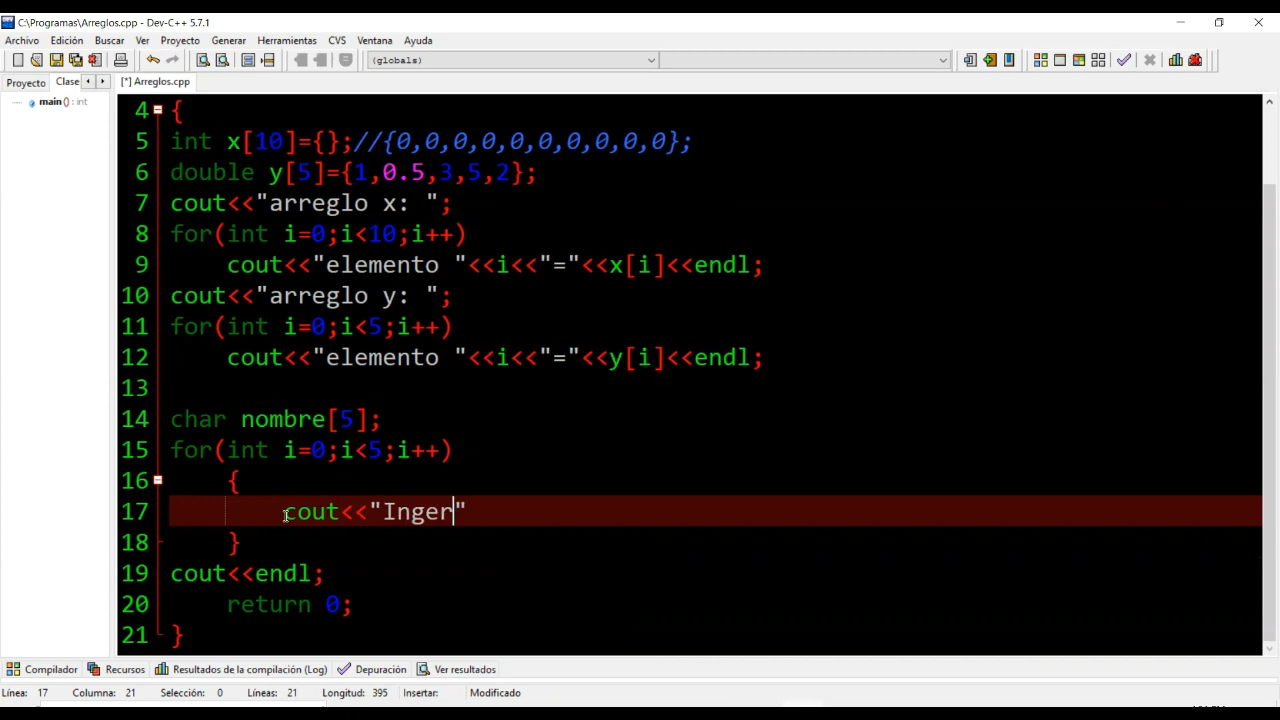 C:\Programas\Arreglos.cpp - Dev-C++ 5.7.1
Archivo Edición Buscar Ver Proyecto Generar Herramientas CVS Ventana Ayuda
(globals)
Proyecto Clase [*] Arreglos.cpp
main () : int
4 {
5 int x[10]={};//{0,0,0,0,0,0,0,0,0,0};
6 double y[5]={1,0.5,3,5,2};
7 cout<<"arreglo x: ";
8 for(int i=0;i<10;i++)
9 cout<<"elemento "<<i<<"="<<x[i]<<endl;
10 cout<<"arreglo y: ";
11 for(int i=0;i<5;i++)
12 cout<<"elemento "<<i<<"="<<y[i]<<endl;
13
14 char nombre[5];
15 for(int i=0;i<5;i++)
16 {
17 cout<<"Inger"
18 }
19 cout<<endl;
20 return 0;
21 }
Compilador Recursos Resultados de la compilación (Log) Depuración Ver resultados
Línea: 17 Columna: 21 Selección: 0 Líneas: 21 Longitud: 395 Insertar: Modificado